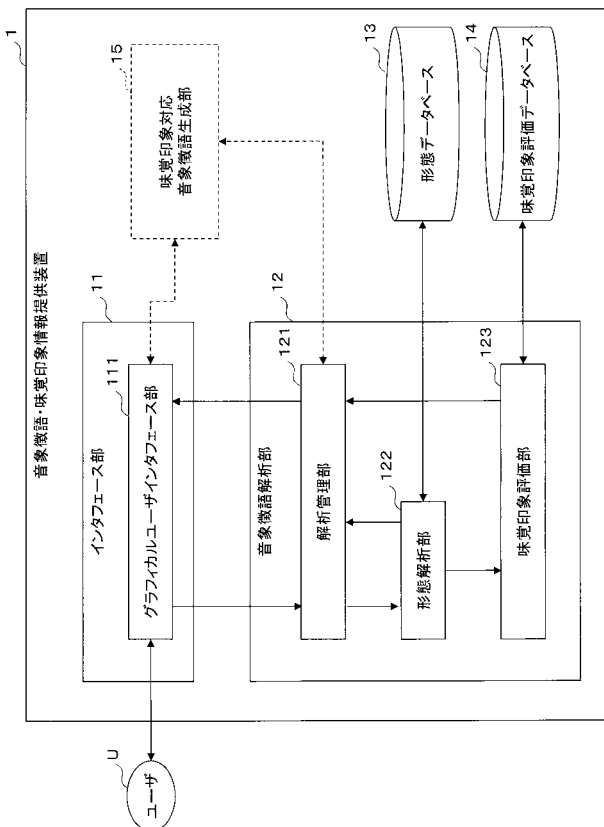 1
音象徴語・味覚印象情報提供装置
ユーザ
U
インタフェース部
11
グラフィカルユーザインタフェース部
111
味覚印象対応
音象徴語生成部
15
音象徴語解析部
12
解析管理部
121
形態解析部
122
味覚印象評価部
123
形態データベース
13
味覚印象評価データベース
14